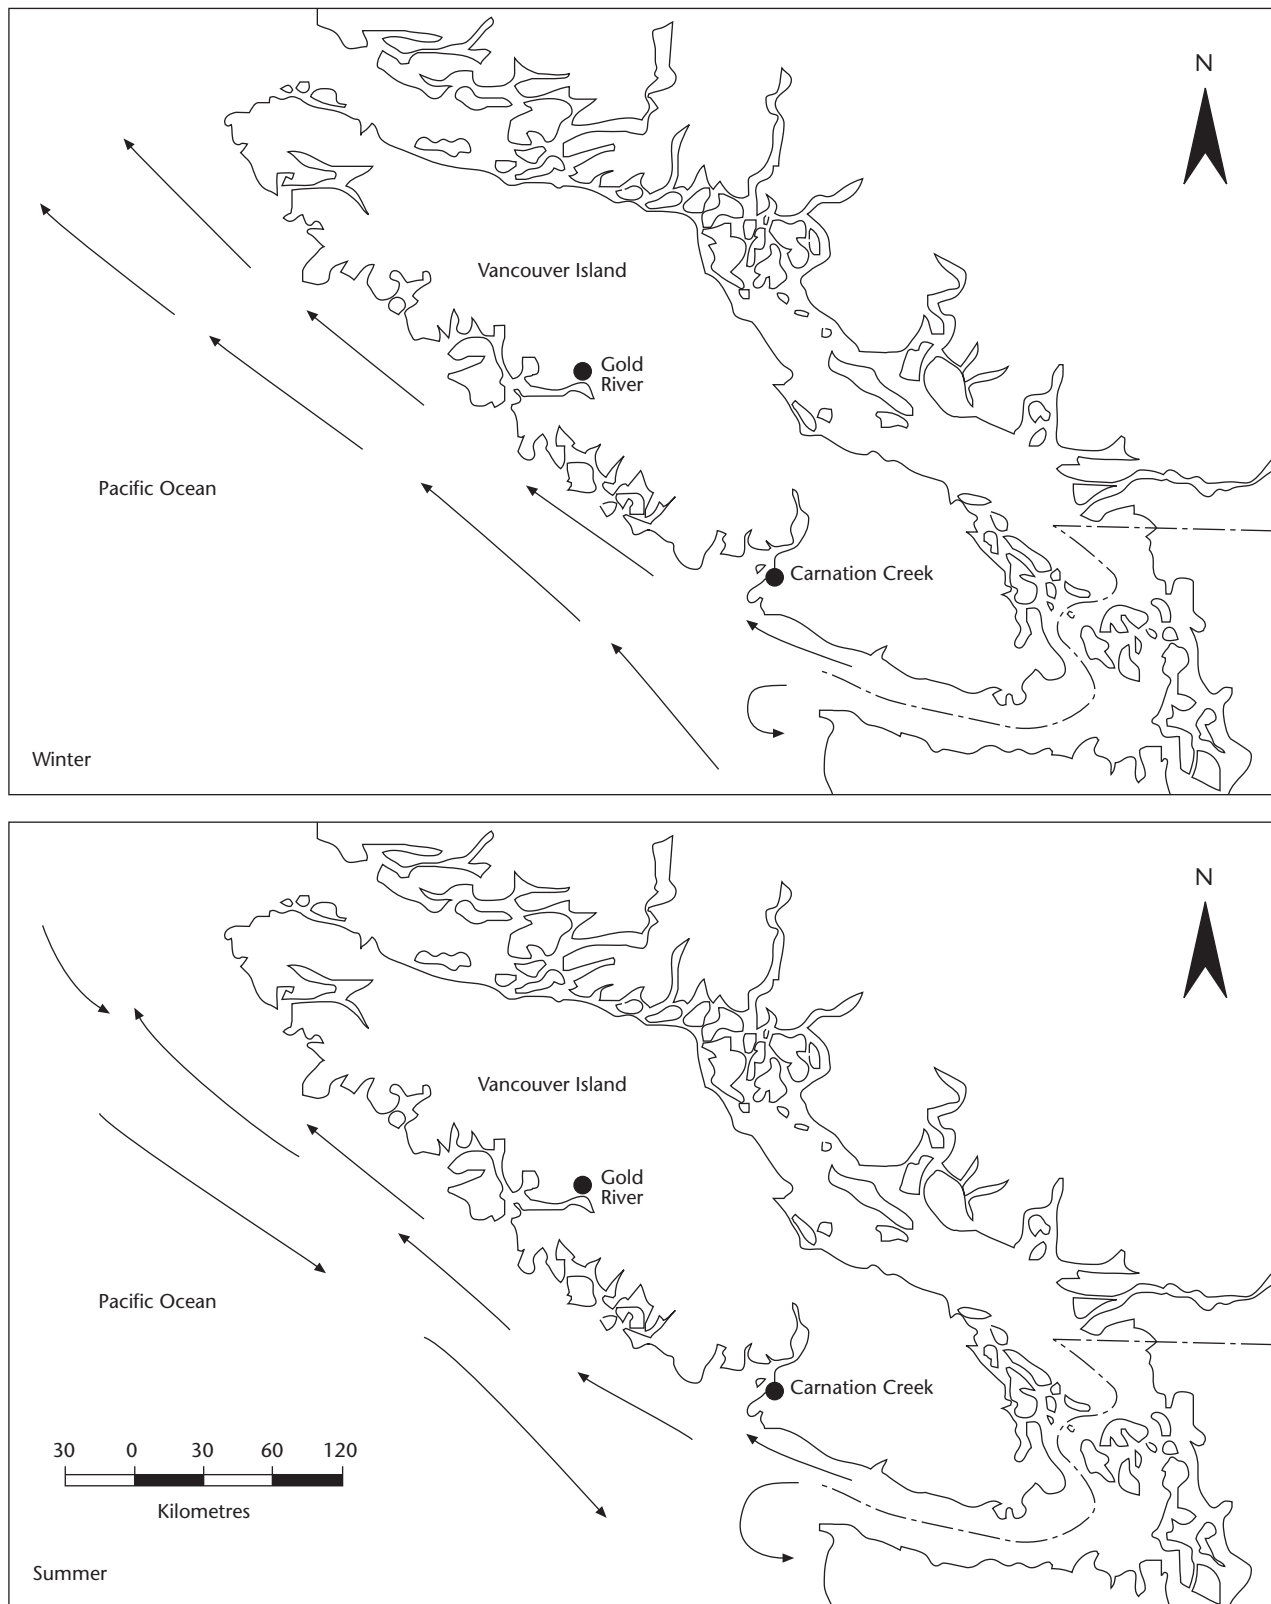 N
Vancouver Island
Gold
River
Pacific Ocean
Carnation Creek
Winter
N
Vancouver Island
Gold
River
Pacific Ocean
Carnation Creek
30 0 30 60 120
Kilometres
Summer